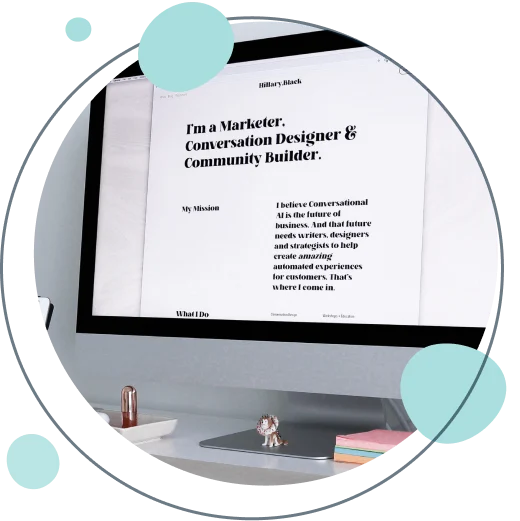 Hillary.Black
I'm a Marketer,
Conversation Designer &
Community Builder.
My Mission
I believe Conversational
AI is the future of
business. And that future
needs writers, designers
and strategists to help
create amazing
automated experiences
for customers. That's
where I come in.
What I Do